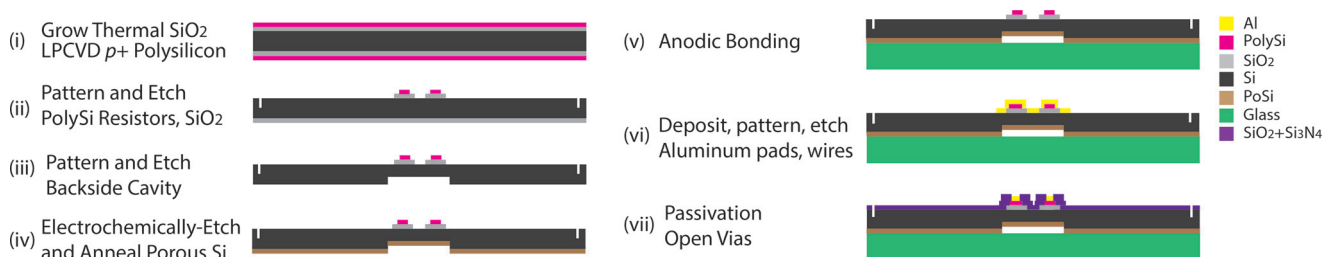 (i) Grow Thermal SiO2
LPCVD p+ Polysilicon
(ii) Pattern and Etch
PolySi Resistors, SiO2
(iii) Pattern and Etch
Backside Cavity
(iv) Electrochemically-Etch
and Anneal Porous Si
(v) Anodic Bonding
(vi) Deposit, pattern, etch
Aluminum pads, wires
(vii) Passivation
Open Vias
Al
PolySi
SiO2
Si
PoSi
Glass
SiO2+Si3N4